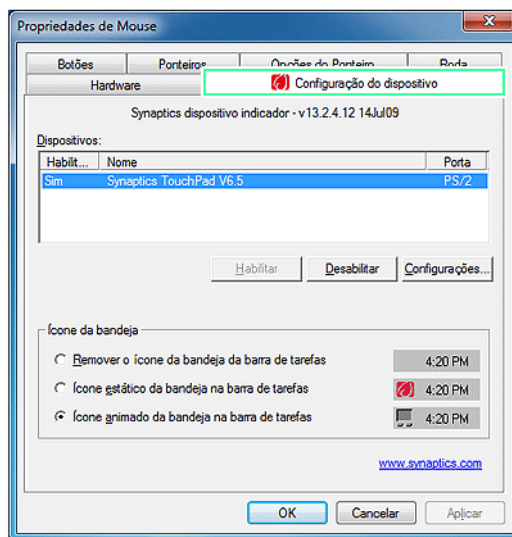 Propriedades de Mouse
Botões Ponteiros Opções do Ponteiro Roda
Hardware Configuração do dispositivo
Synaptics dispositivo indicador - v13.2.4.12 14Jul09
Dispositivos:
Habilit... Nome Porta
Sim Synaptics TouchPad V6.5 PS/2
Habilitar Desabilitar Configurações...
Ícone da bandeja
Remover o ícone da bandeja da barra de tarefas 4:20 PM
Ícone estático da bandeja na barra de tarefas 4:20 PM
Ícone animado da bandeja na barra de tarefas 4:20 PM
www.synaptics.com
OK Cancelar Aplicar